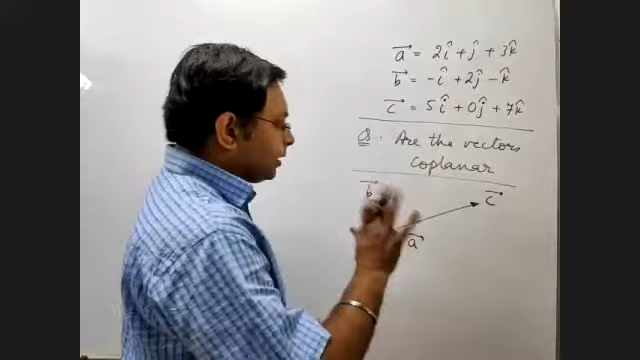 a⃗ = 2î + ĵ + 3k̂
b⃗ = -î + 2ĵ - k̂
c⃗ = 5î + 0ĵ + 7k̂
Q. Are the vectors
coplanar
b⃗
c⃗
a⃗